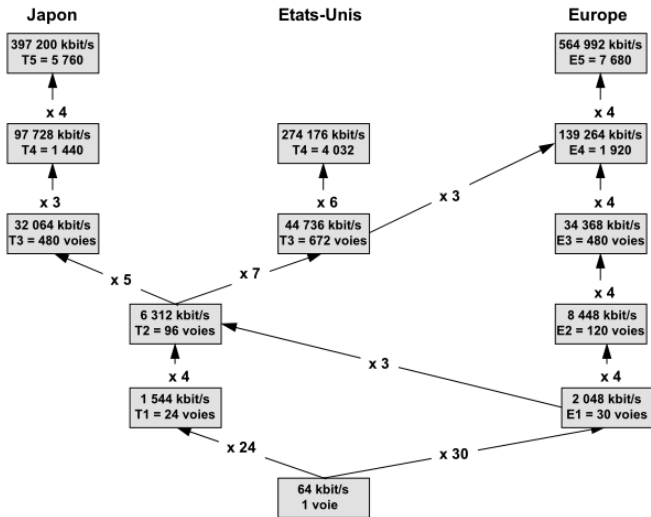 Japon
Etats-Unis
Europe
397 200 kbit/s
T5 = 5 760
564 992 kbit/s
E5 = 7 680
x 4
x 4
97 728 kbit/s
T4 = 1 440
274 176 kbit/s
T4 = 4 032
139 264 kbit/s
E4 = 1 920
x 3
x 6
x 3
x 4
32 064 kbit/s
T3 = 480 voies
44 736 kbit/s
T3 = 672 voies
34 368 kbit/s
E3 = 480 voies
x 5
x 7
x 4
6 312 kbit/s
T2 = 96 voies
8 448 kbit/s
E2 = 120 voies
x 4
x 3
x 4
1 544 kbit/s
T1 = 24 voies
2 048 kbit/s
E1 = 30 voies
x 24
x 30
64 kbit/s
1 voie